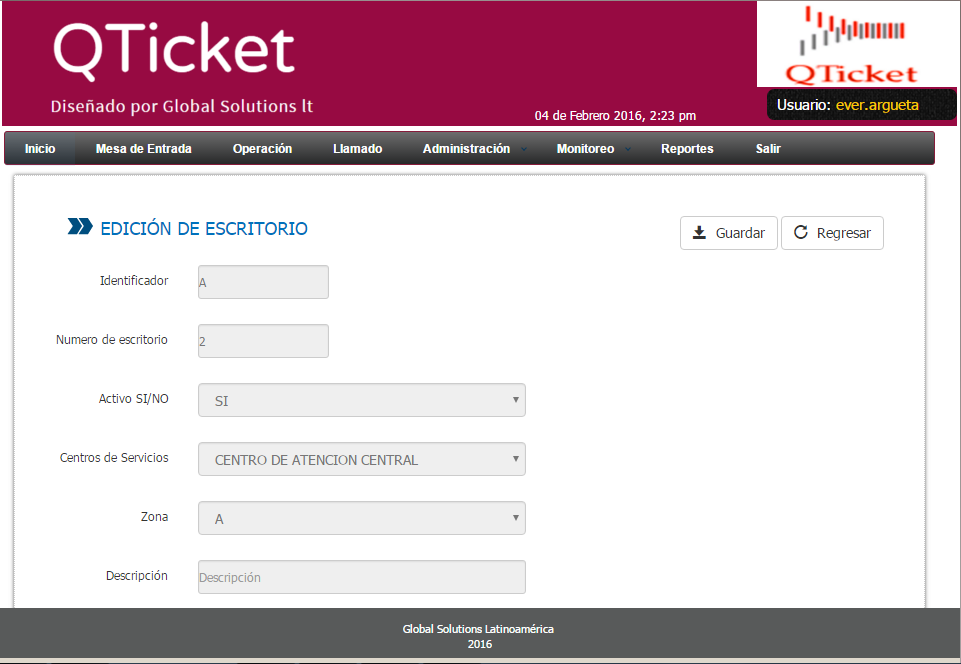 QTicket
Diseñado por Global Solutions lt
04 de Febrero 2016, 2:23 pm
QTicket
Usuario: ever.argueta
Inicio Mesa de Entrada Operación Llamado Administración Monitoreo Reportes Salir
EDICIÓN DE ESCRITORIO
Guardar Regresar
Identificador A
Numero de escritorio 2
Activo SI/NO SI
Centros de Servicios CENTRO DE ATENCION CENTRAL
Zona A
Descripción Descripción
Global Solutions Latinoamérica
2016